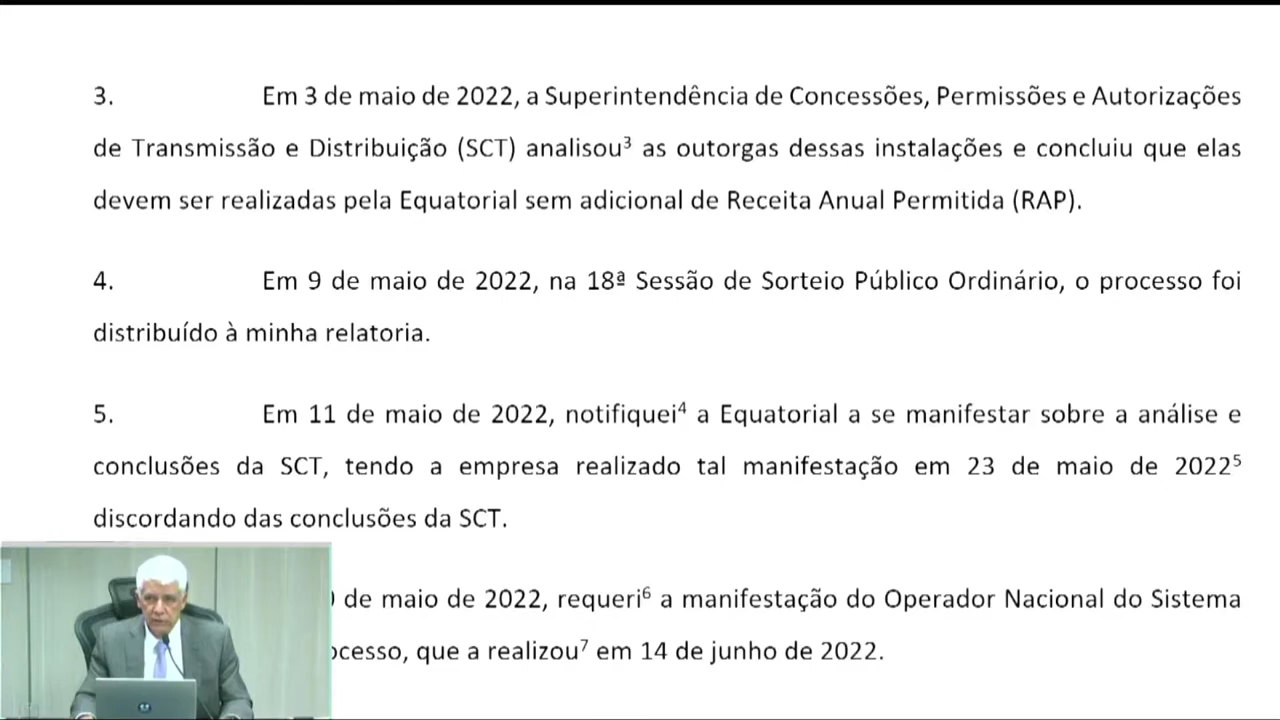 3. Em 3 de maio de 2022, a Superintendência de Concessões, Permissões e Autorizações
de Transmissão e Distribuição (SCT) analisou³ as outorgas dessas instalações e concluiu que elas
devem ser realizadas pela Equatorial sem adicional de Receita Anual Permitida (RAP).
4. Em 9 de maio de 2022, na 18ª Sessão de Sorteio Público Ordinário, o processo foi
distribuído à minha relatoria.
5. Em 11 de maio de 2022, notifiquei⁴ a Equatorial a se manifestar sobre a análise e
conclusões da SCT, tendo a empresa realizado tal manifestação em 23 de maio de 2022⁵
discordando das conclusões da SCT.
de maio de 2022, requeri⁶ a manifestação do Operador Nacional do Sistema
que a realizou⁷ em 14 de junho de 2022.